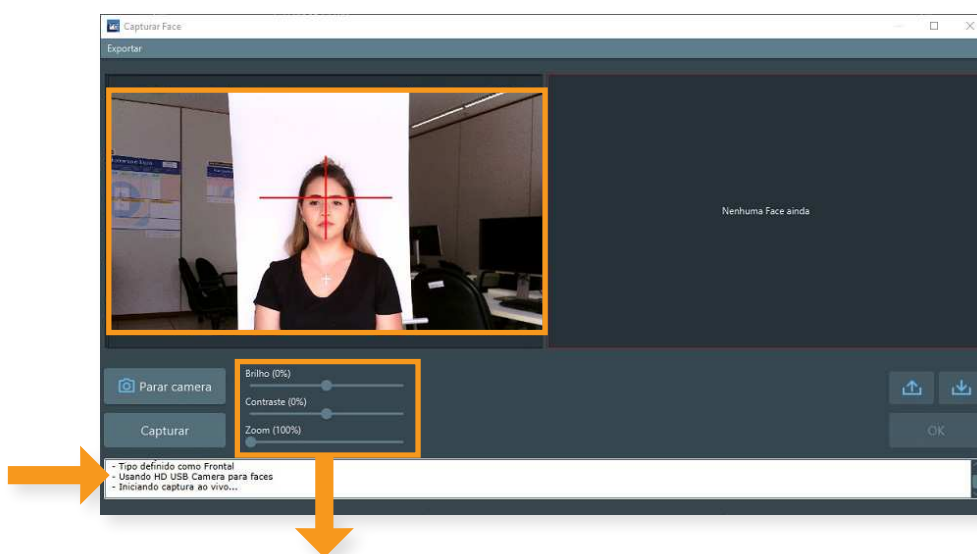 Capturar Face
Exportar
Nenhuma Face ainda
Parar camera
Brilho (0%)
Contraste (0%)
Capturar
Zoom (100%)
OK
- Tipo definido como Frontal
- Usando HD USB Camera para faces
- Iniciando captura ao vivo...